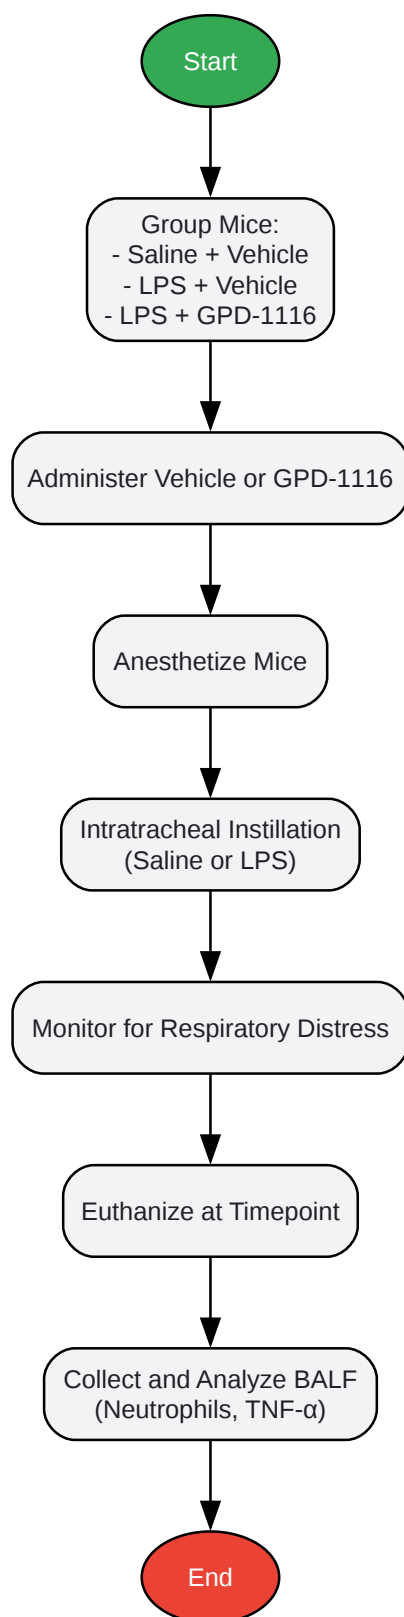 Start
Group Mice:
- Saline + Vehicle
- LPS + Vehicle
- LPS + GPD-1116
Administer Vehicle or GPD-1116
Anesthetize Mice
Intratracheal Instillation
(Saline or LPS)
Monitor for Respiratory Distress
Euthanize at Timepoint
Collect and Analyze BALF
(Neutrophils, TNF-α)
End